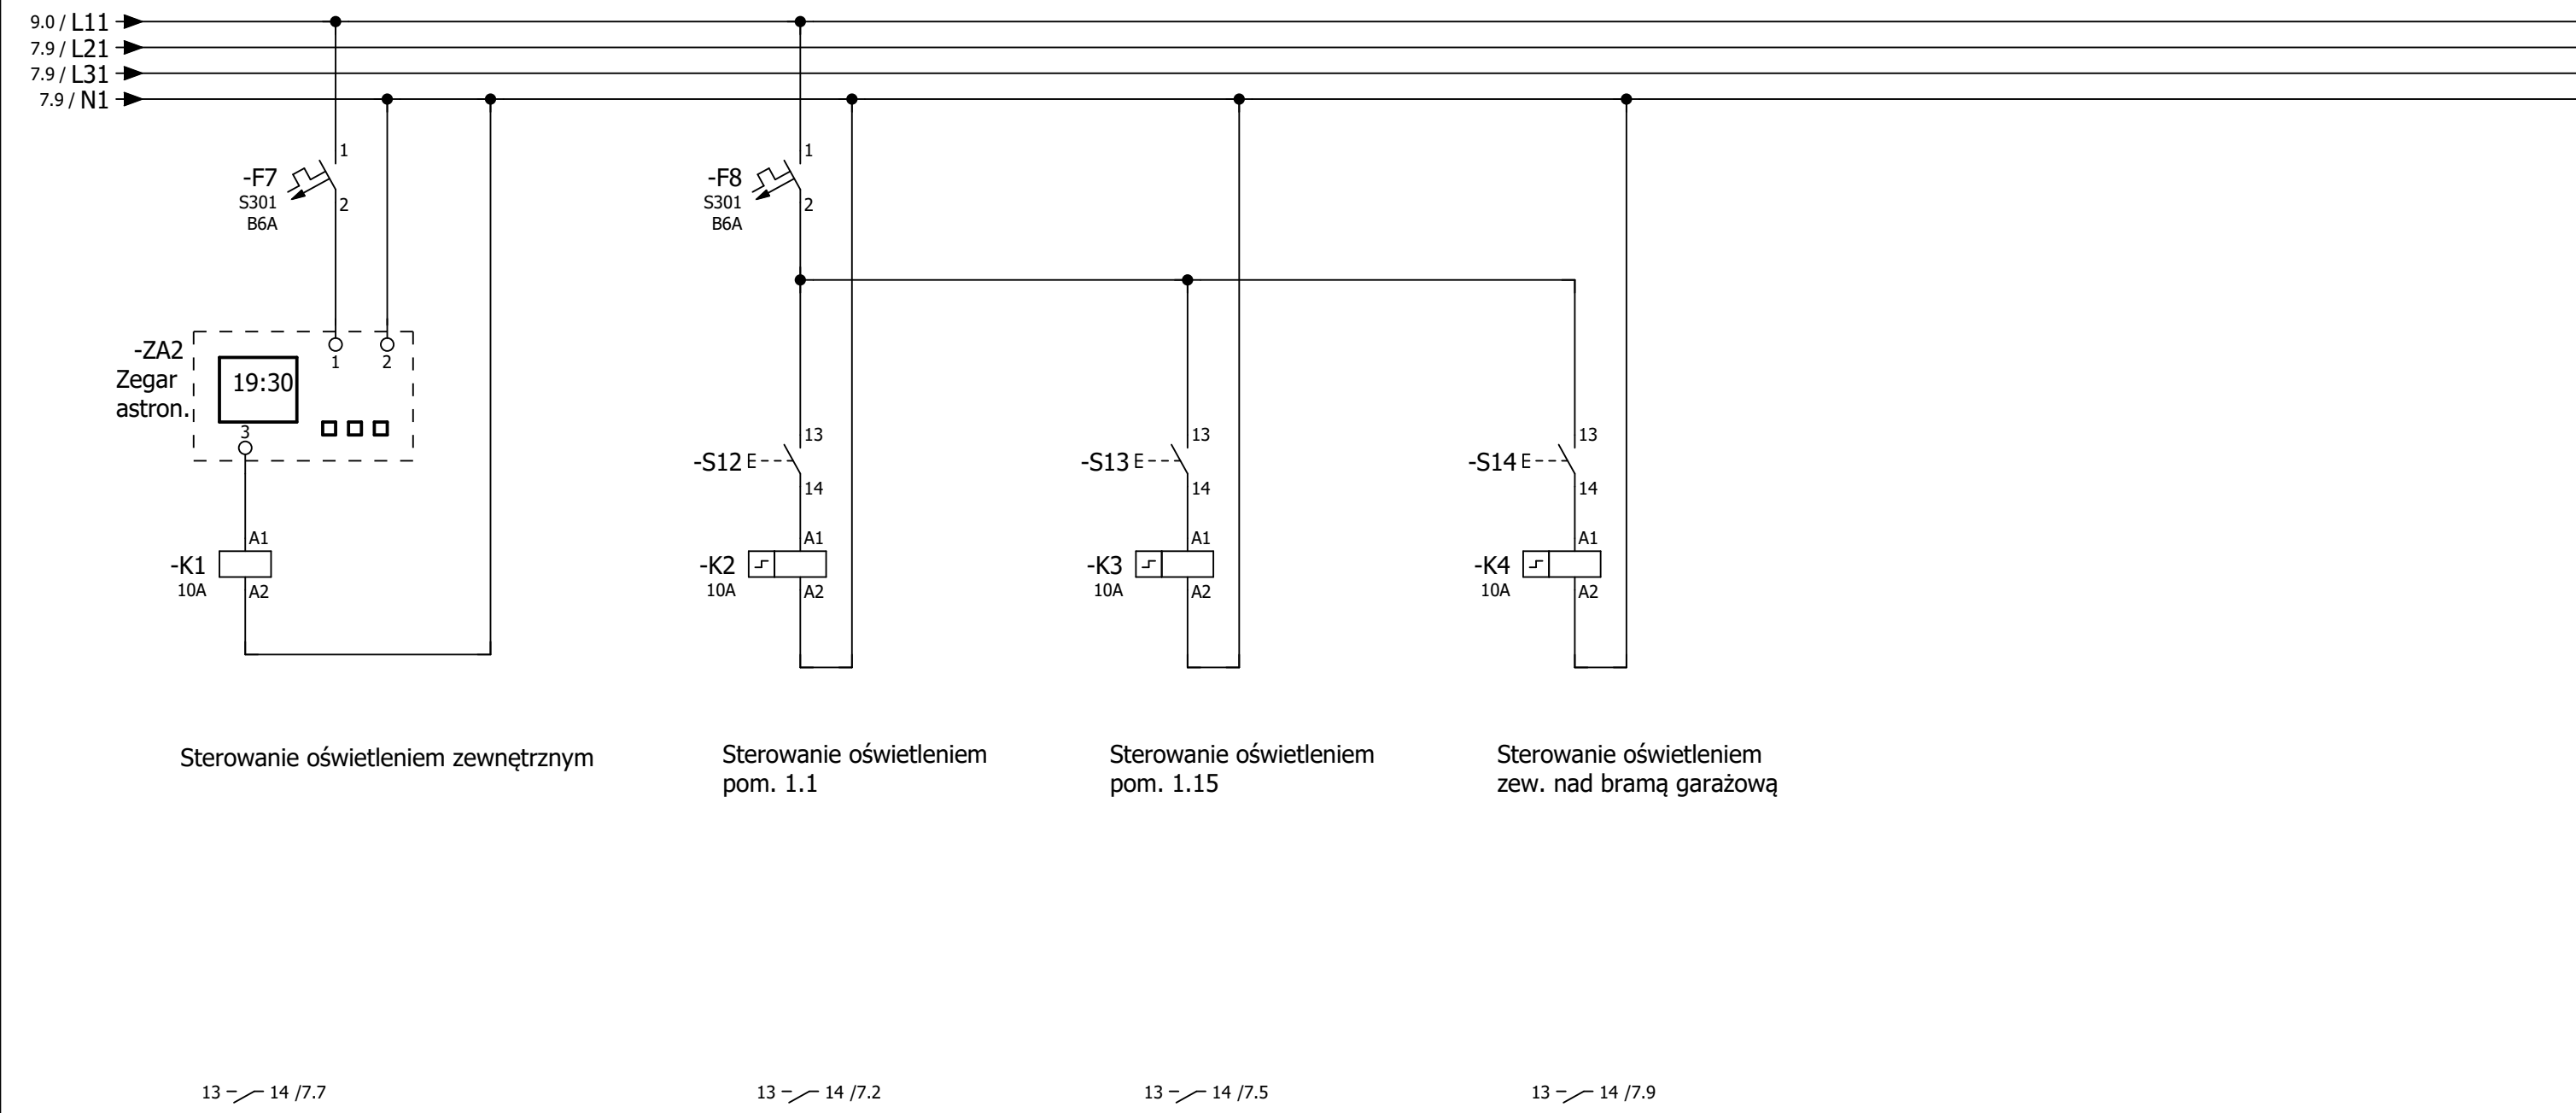 9.0 / L11
7.9 / L21
7.9 / L31
7.9 / N1
1
-F7
S301
B6A
2
1
-F8
S301
B6A
2
-ZA2
Zegar
astron.
19:30
1
2
3
13
-S12
14
13
-S13
14
13
-S14
14
A1
-K1
10A
A2
A1
-K2
10A
A2
A1
-K3
10A
A2
A1
-K4
10A
A2
Sterowanie oświetleniem zewnętrznym
Sterowanie oświetleniem
pom. 1.1
Sterowanie oświetleniem
pom. 1.15
Sterowanie oświetleniem
zew. nad bramą garażową
13 14 /7.7
13 14 /7.2
13 14 /7.5
13 14 /7.9